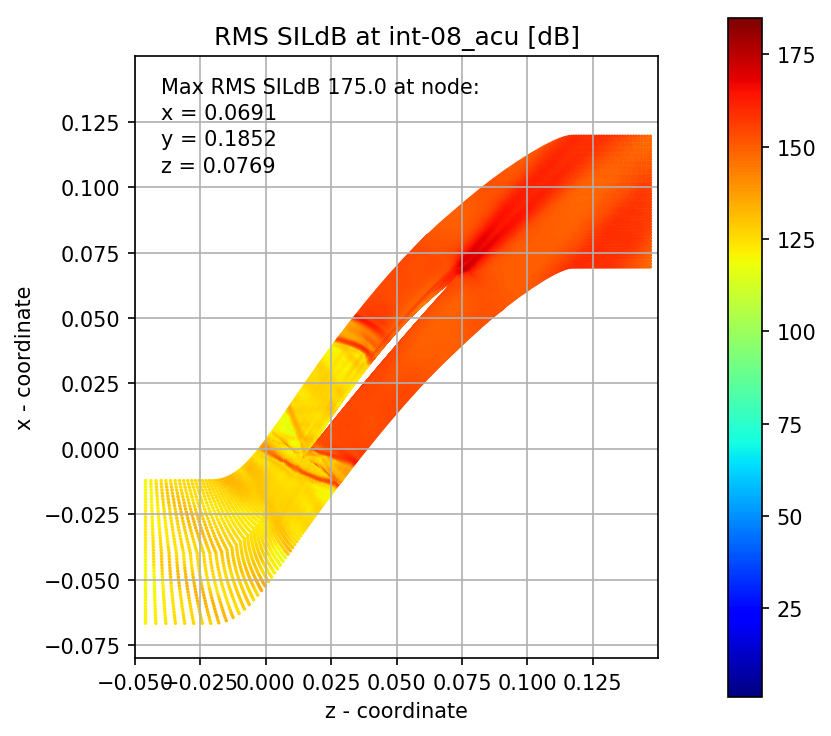 RMS SILdB at int-08_acu [dB]
Max RMS SILdB 175.0 at node:
x = 0.0691
y = 0.1852
z = 0.0769
0.125
0.100
0.075
0.050
0.025
0.000
−0.025
−0.050
−0.075
x - coordinate
−0.050 −0.025 0.000 0.025 0.050 0.075 0.100 0.125
z - coordinate
175
150
125
100
75
50
25